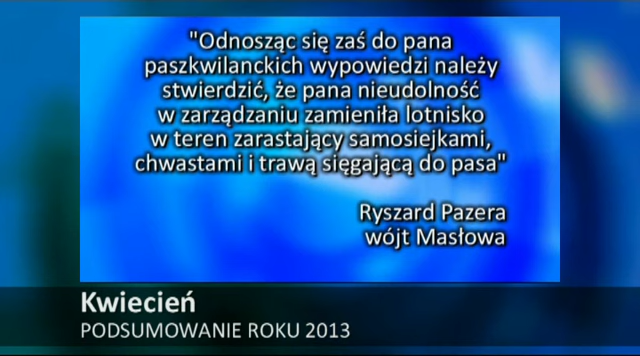 "Odnosząc się zaś do pana
paszkwilanckich wypowiedzi należy
stwierdzić, że pana nieudolność
w zarządzaniu zamieniła lotnisko
w teren zarastający samosiejkami,
chwastami i trawą sięgającą do pasa"
Ryszard Pazera
wójt Masłowa
Kwiecień
PODSUMOWANIE ROKU 2013